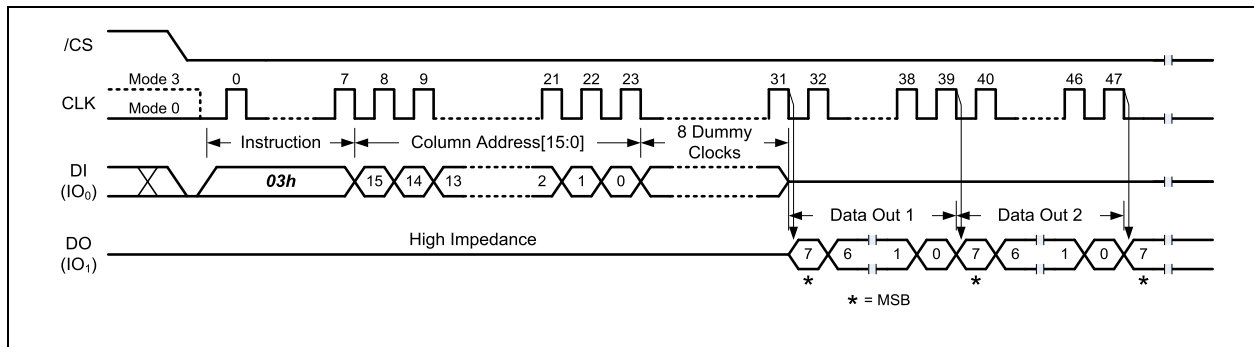 /CS
Mode 3
0 7 8 9 21 22 23 31 32 38 39 40 46 47
CLK
Mode 0
Instruction
Column Address[15:0]
8 Dummy
Clocks
DI
(IO0)
03h
15 14 13 2 1 0
Data Out 1
Data Out 2
DO
(IO1)
High Impedance
7 6 1 0 7 6 1 0 7
* * *
* = MSB